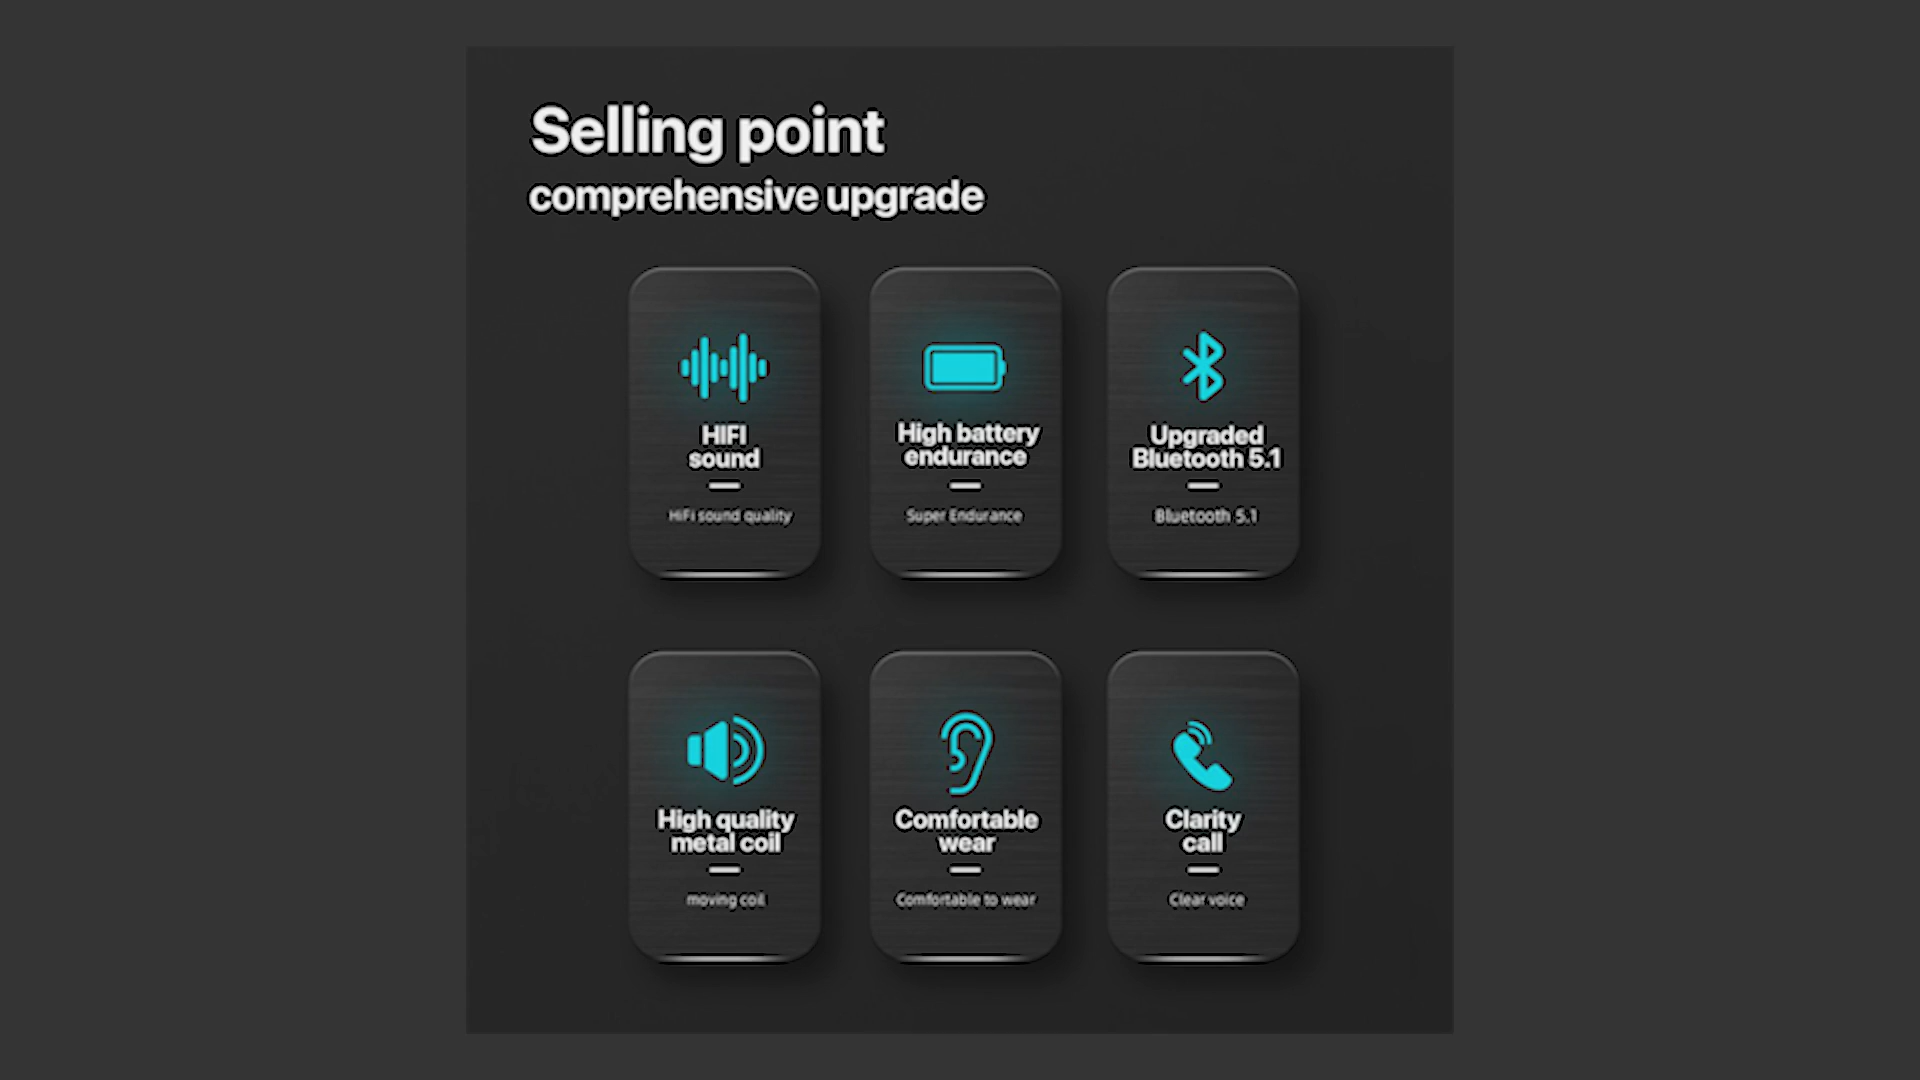 Selling point
comprehensive upgrade
HIFI
sound
HiFi sound quality
High battery
endurance
Super Endurance
Upgraded
Bluetooth 5.1
Bluetooth 5.1
High quality
metal coil
moving coil
Comfortable
wear
Comfortable to wear
Clarity
call
Clear voice